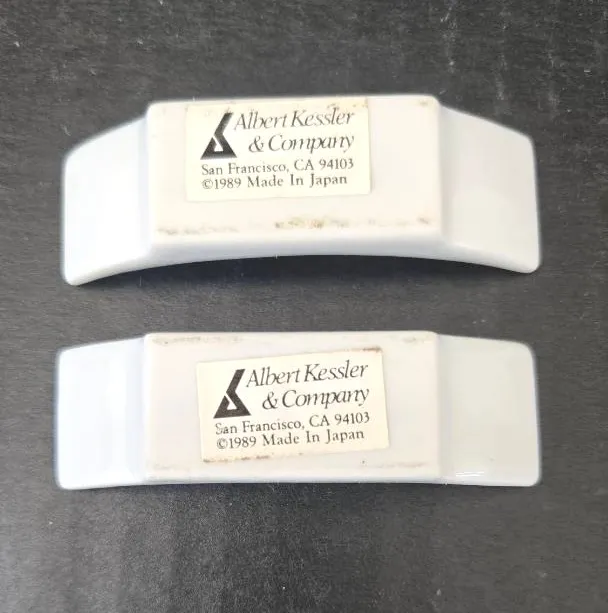 Albert Kessler
& Company
San Francisco, CA 94103
©1989 Made In Japan
Albert Kessler
& Company
San Francisco, CA 94103
©1989 Made In Japan